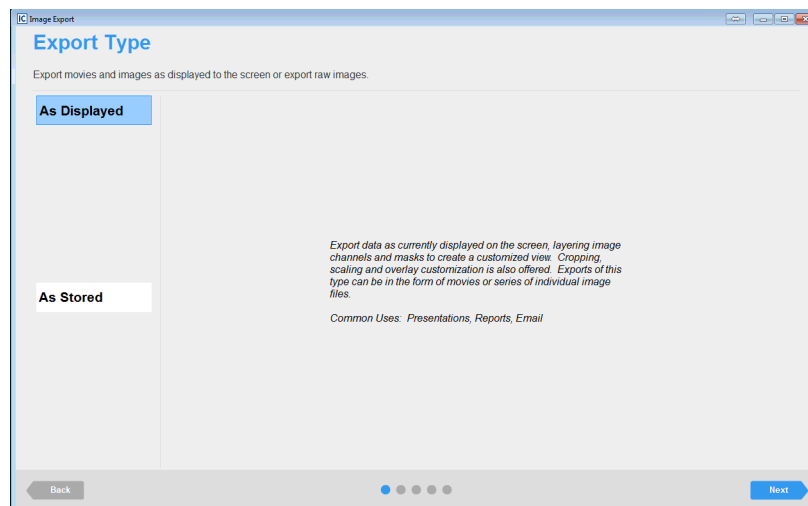 IC Image Export
Export Type
Export movies and images as displayed to the screen or export raw images.
As Displayed
Export data as currently displayed on the screen, layering image
channels and masks to create a customized view. Cropping,
scaling and overlay customization is also offered. Exports of this
type can be in the form of movies or series of individual image
files.
Common Uses: Presentations, Reports, Email
As Stored
Back
Next